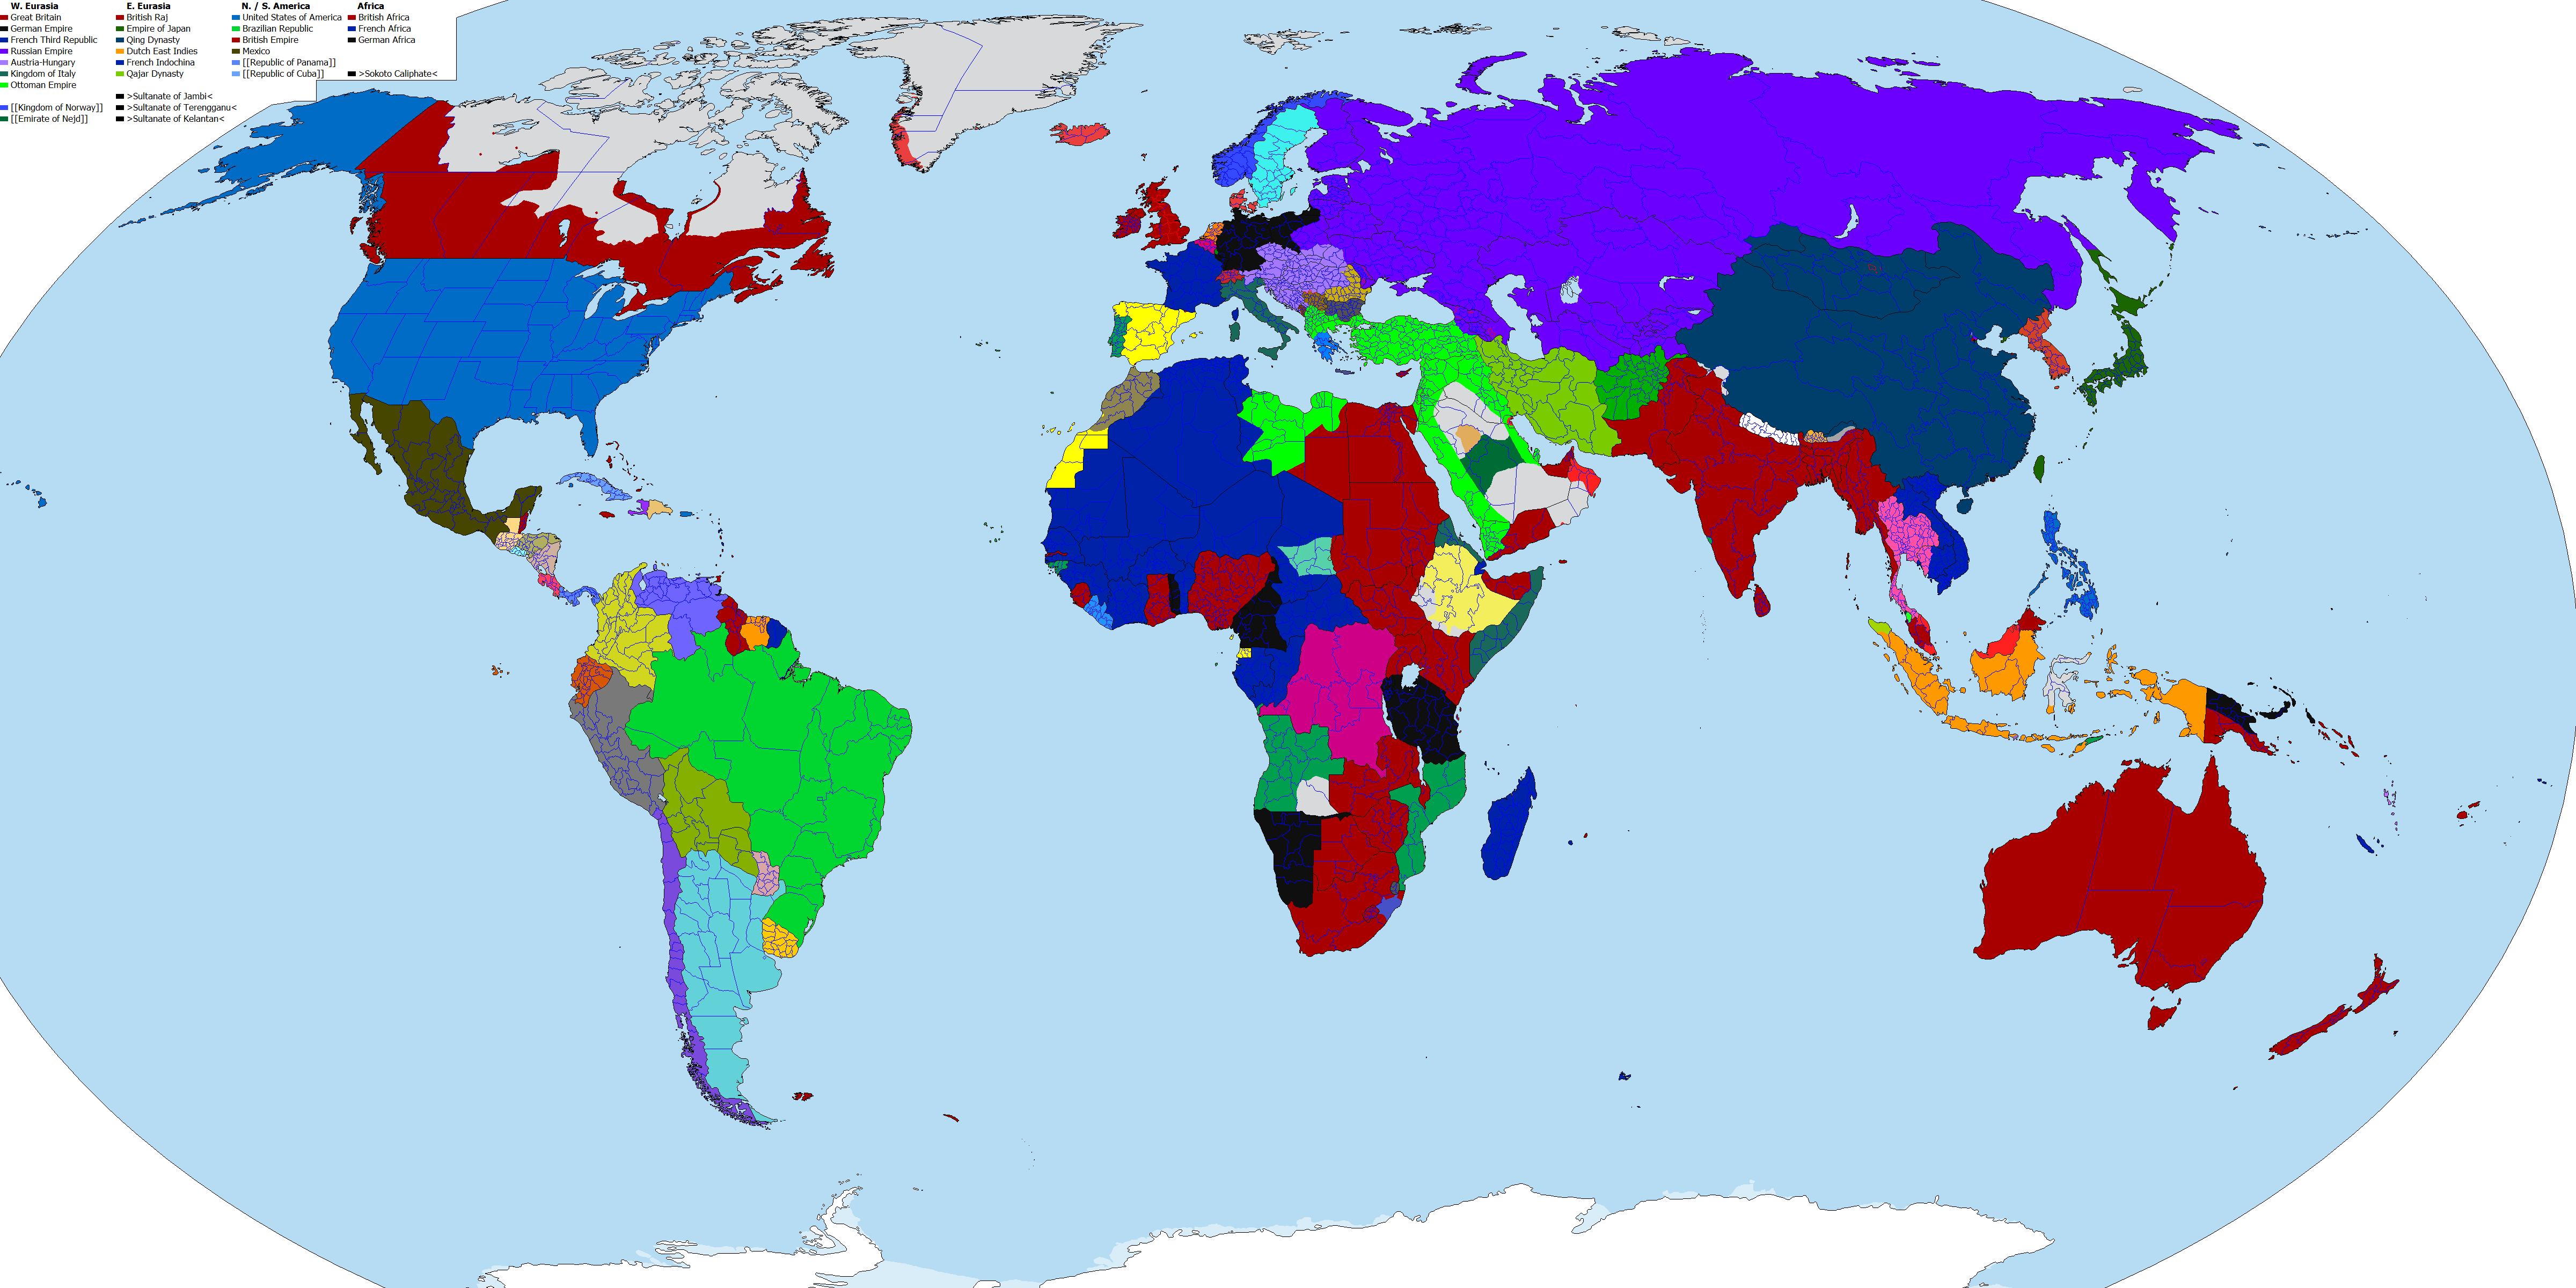 W. Eurasia
Great Britain
German Empire
French Third Republic
Russian Empire
Austria-Hungary
Kingdom of Italy
Ottoman Empire
[[Kingdom of Norway]]
[[Emirate of Nejd]]
E. Eurasia
British Raj
Empire of Japan
Qing Dynasty
Dutch East Indies
French Indochina
Qajar Dynasty
>Sultanate of Jambi<
>Sultanate of Terengganu<
>Sultanate of Kelantan<
N. / S. America
United States of America
Brazilian Republic
British Empire
Mexico
[[Republic of Panama]]
[[Republic of Cuba]]
Africa
British Africa
French Africa
German Africa
>Sokoto Caliphate<